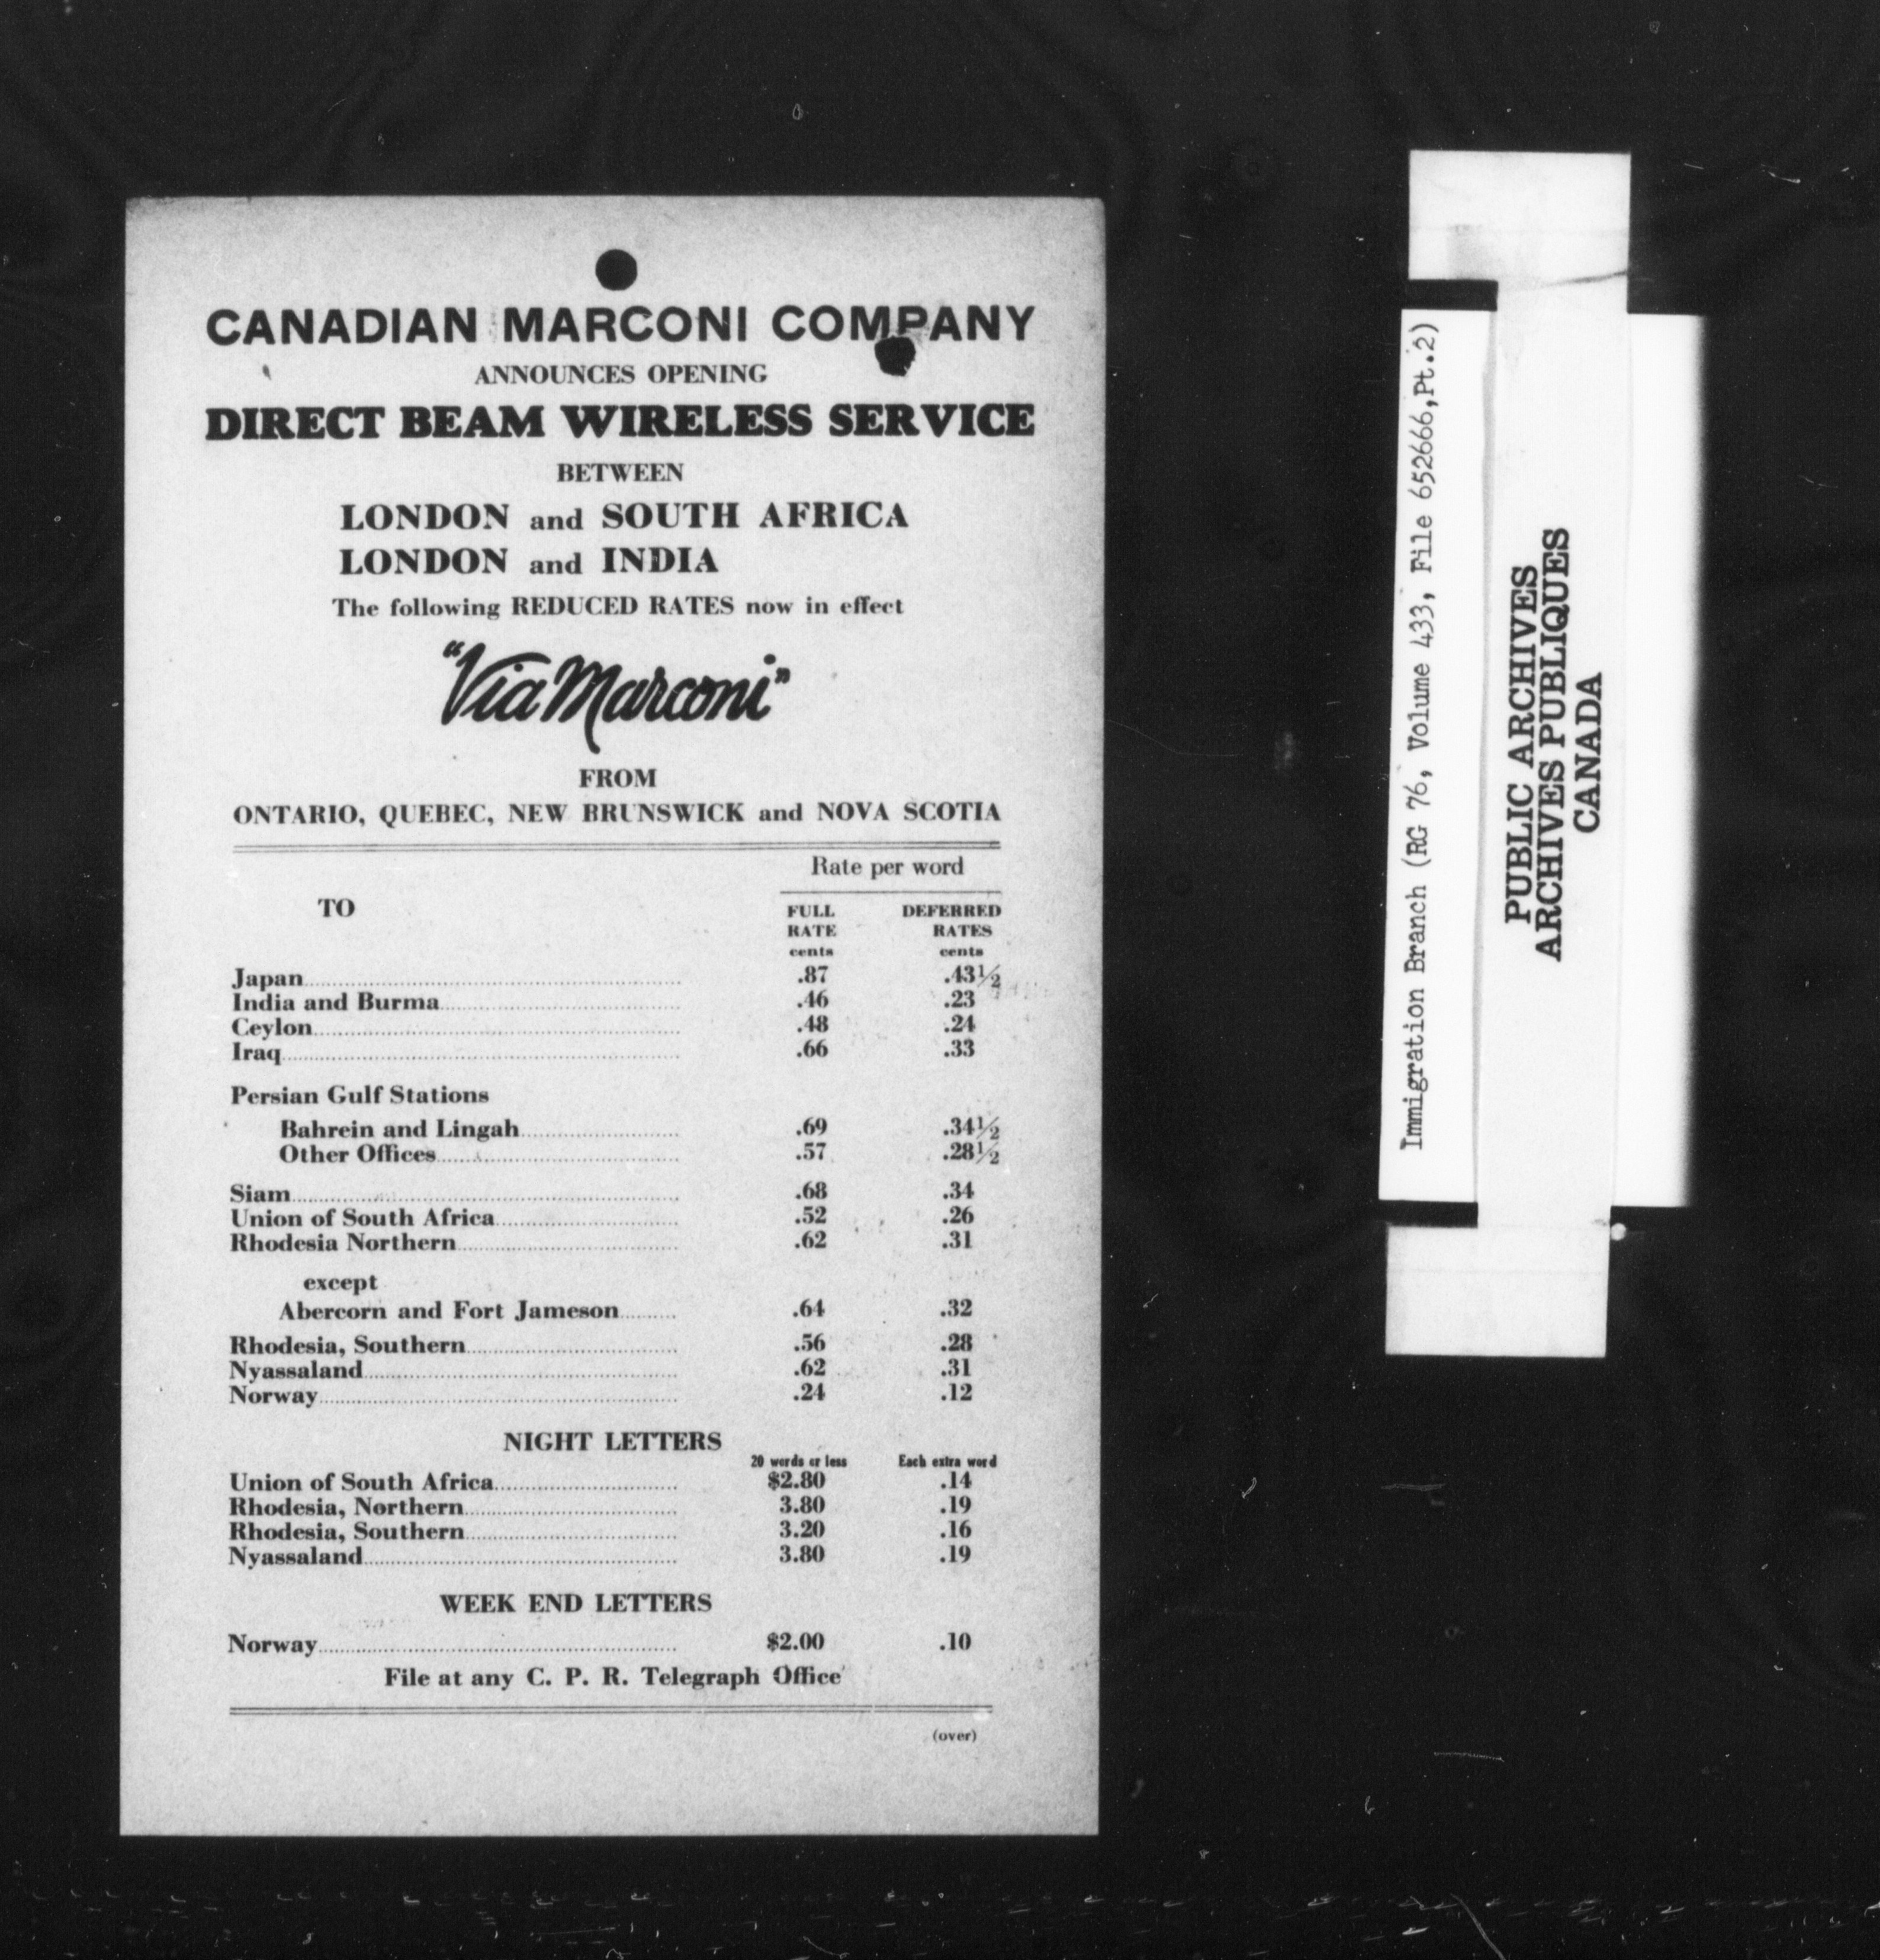 CANADIAN MARCONI COMPANY
ANNOUNCES OPENING
DIRECT BEAM WIRELESS SERVICE
BETWEEN
LONDON and SOUTH AFRICA
LONDON and INDIA
The following REDUCED RATES now in effect
"Via Marconi"
FROM
ONTARIO, QUEBEC, NEW BRUNSWICK and NOVA SCOTIA
Rate per word
TO
FULL DEFERRED
RATE RATES
cents cents
Japan .87 .43½
India and Burma .46 .23
Ceylon .48 .24
Iraq .66 .33
Persian Gulf Stations
Bahrein and Lingah .69 .34½
Other Offices .57 .28½
Siam .68 .34
Union of South Africa .52 .26
Rhodesia Northern .62 .31
except
Abercorn and Fort Jameson .64 .32
Rhodesia, Southern .56 .28
Nyassaland .62 .31
Norway .24 .12
NIGHT LETTERS
20 words or less Each extra word
Union of South Africa $2.80 .14
Rhodesia, Northern 3.80 .19
Rhodesia, Southern 3.20 .16
Nyassaland 3.80 .19
WEEK END LETTERS
Norway $2.00 .10
File at any C. P. R. Telegraph Office
(over)
Immigration Branch (RG 76, Volume 433, File 652666,Pt.2)
PUBLIC ARCHIVES
ARCHIVES PUBLIQUES
CANADA